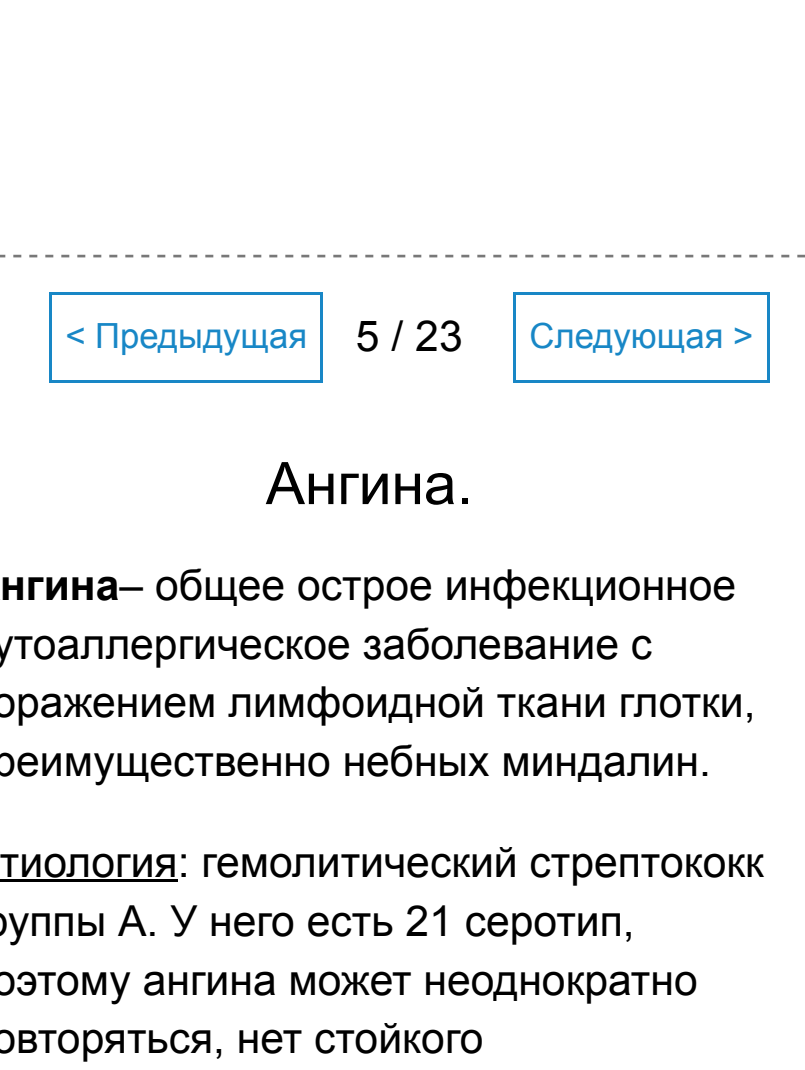 < Предыдущая 5 / 23 Следующая >
Ангина.
нгина– общее острое инфекционное
утоаллергическое заболевание с
оражением лимфоидной ткани глотки,
реимущественно небных миндалин.
тиология: гемолитический стрептококк
руппы А. У него есть 21 серотип,
оэтому ангина может неоднократно
овторяться, нет стойкого